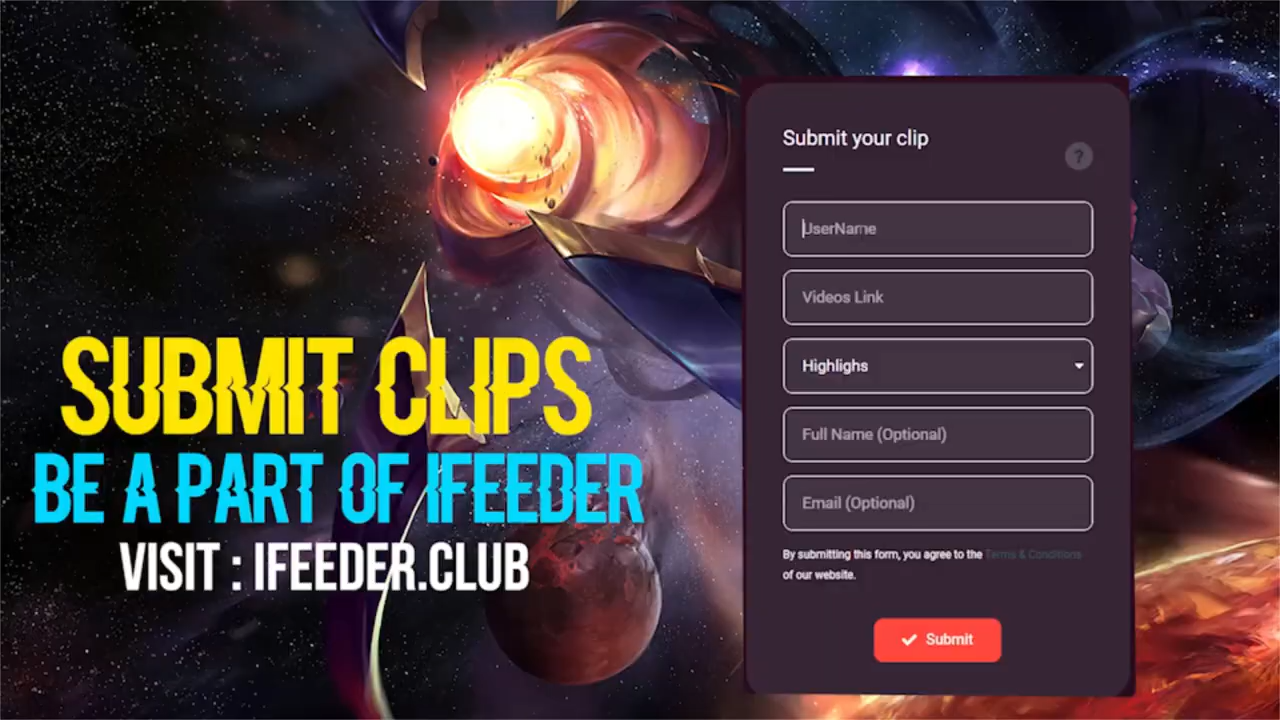 SUBMIT CLIPS
BE A PART OF IFEEDER
VISIT : IFEEDER.CLUB
Submit your clip
?
UserName
Videos Link
Highlighs
Full Name (Optional)
Email (Optional)
By submitting this form, you agree to the Terms & Conditions
of our website.
Submit